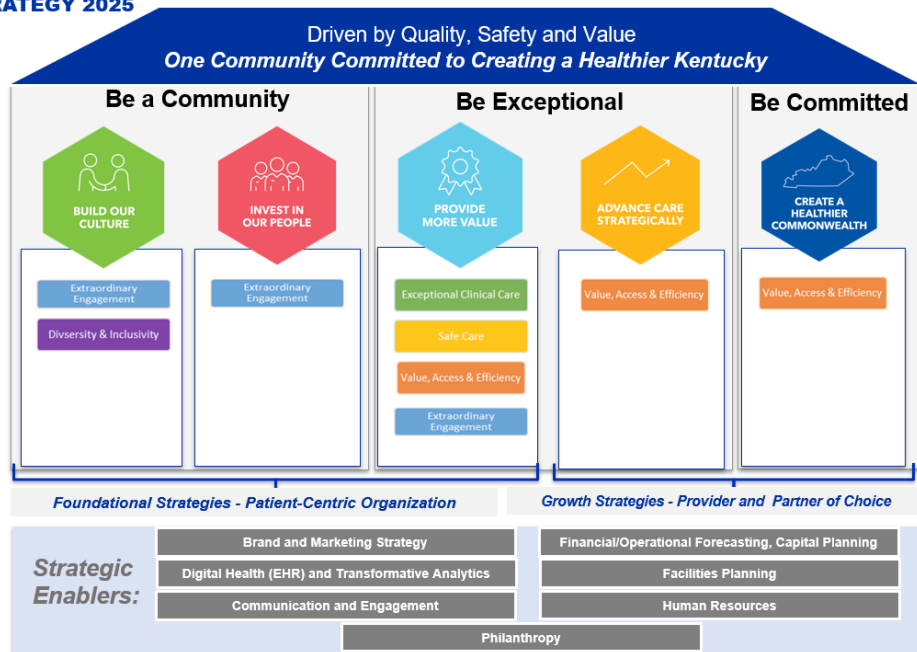 STRATEGY 2025
Driven by Quality, Safety and Value
One Community Committed to Creating a Healthier Kentucky
Be a Community
Be Exceptional
Be Committed
BUILD OUR
CULTURE
INVEST IN
OUR PEOPLE
PROVIDE
MORE VALUE
ADVANCE CARE
STRATEGICALLY
CREATE A
HEALTHIER
COMMONWEALTH
Extraordinary
Engagement
Divsersity & Inclusivity
Extraordinary
Engagement
Exceptional Clinical Care
Safe Care
Value, Access & Efficiency
Extraordinary
Engagement
Value, Access & Efficiency
Value, Access & Efficiency
Foundational Strategies - Patient-Centric Organization
Growth Strategies - Provider and Partner of Choice
Strategic
Enablers:
Brand and Marketing Strategy
Digital Health (EHR) and Transformative Analytics
Communication and Engagement
Financial/Operational Forecasting, Capital Planning
Facilities Planning
Human Resources
Philanthropy